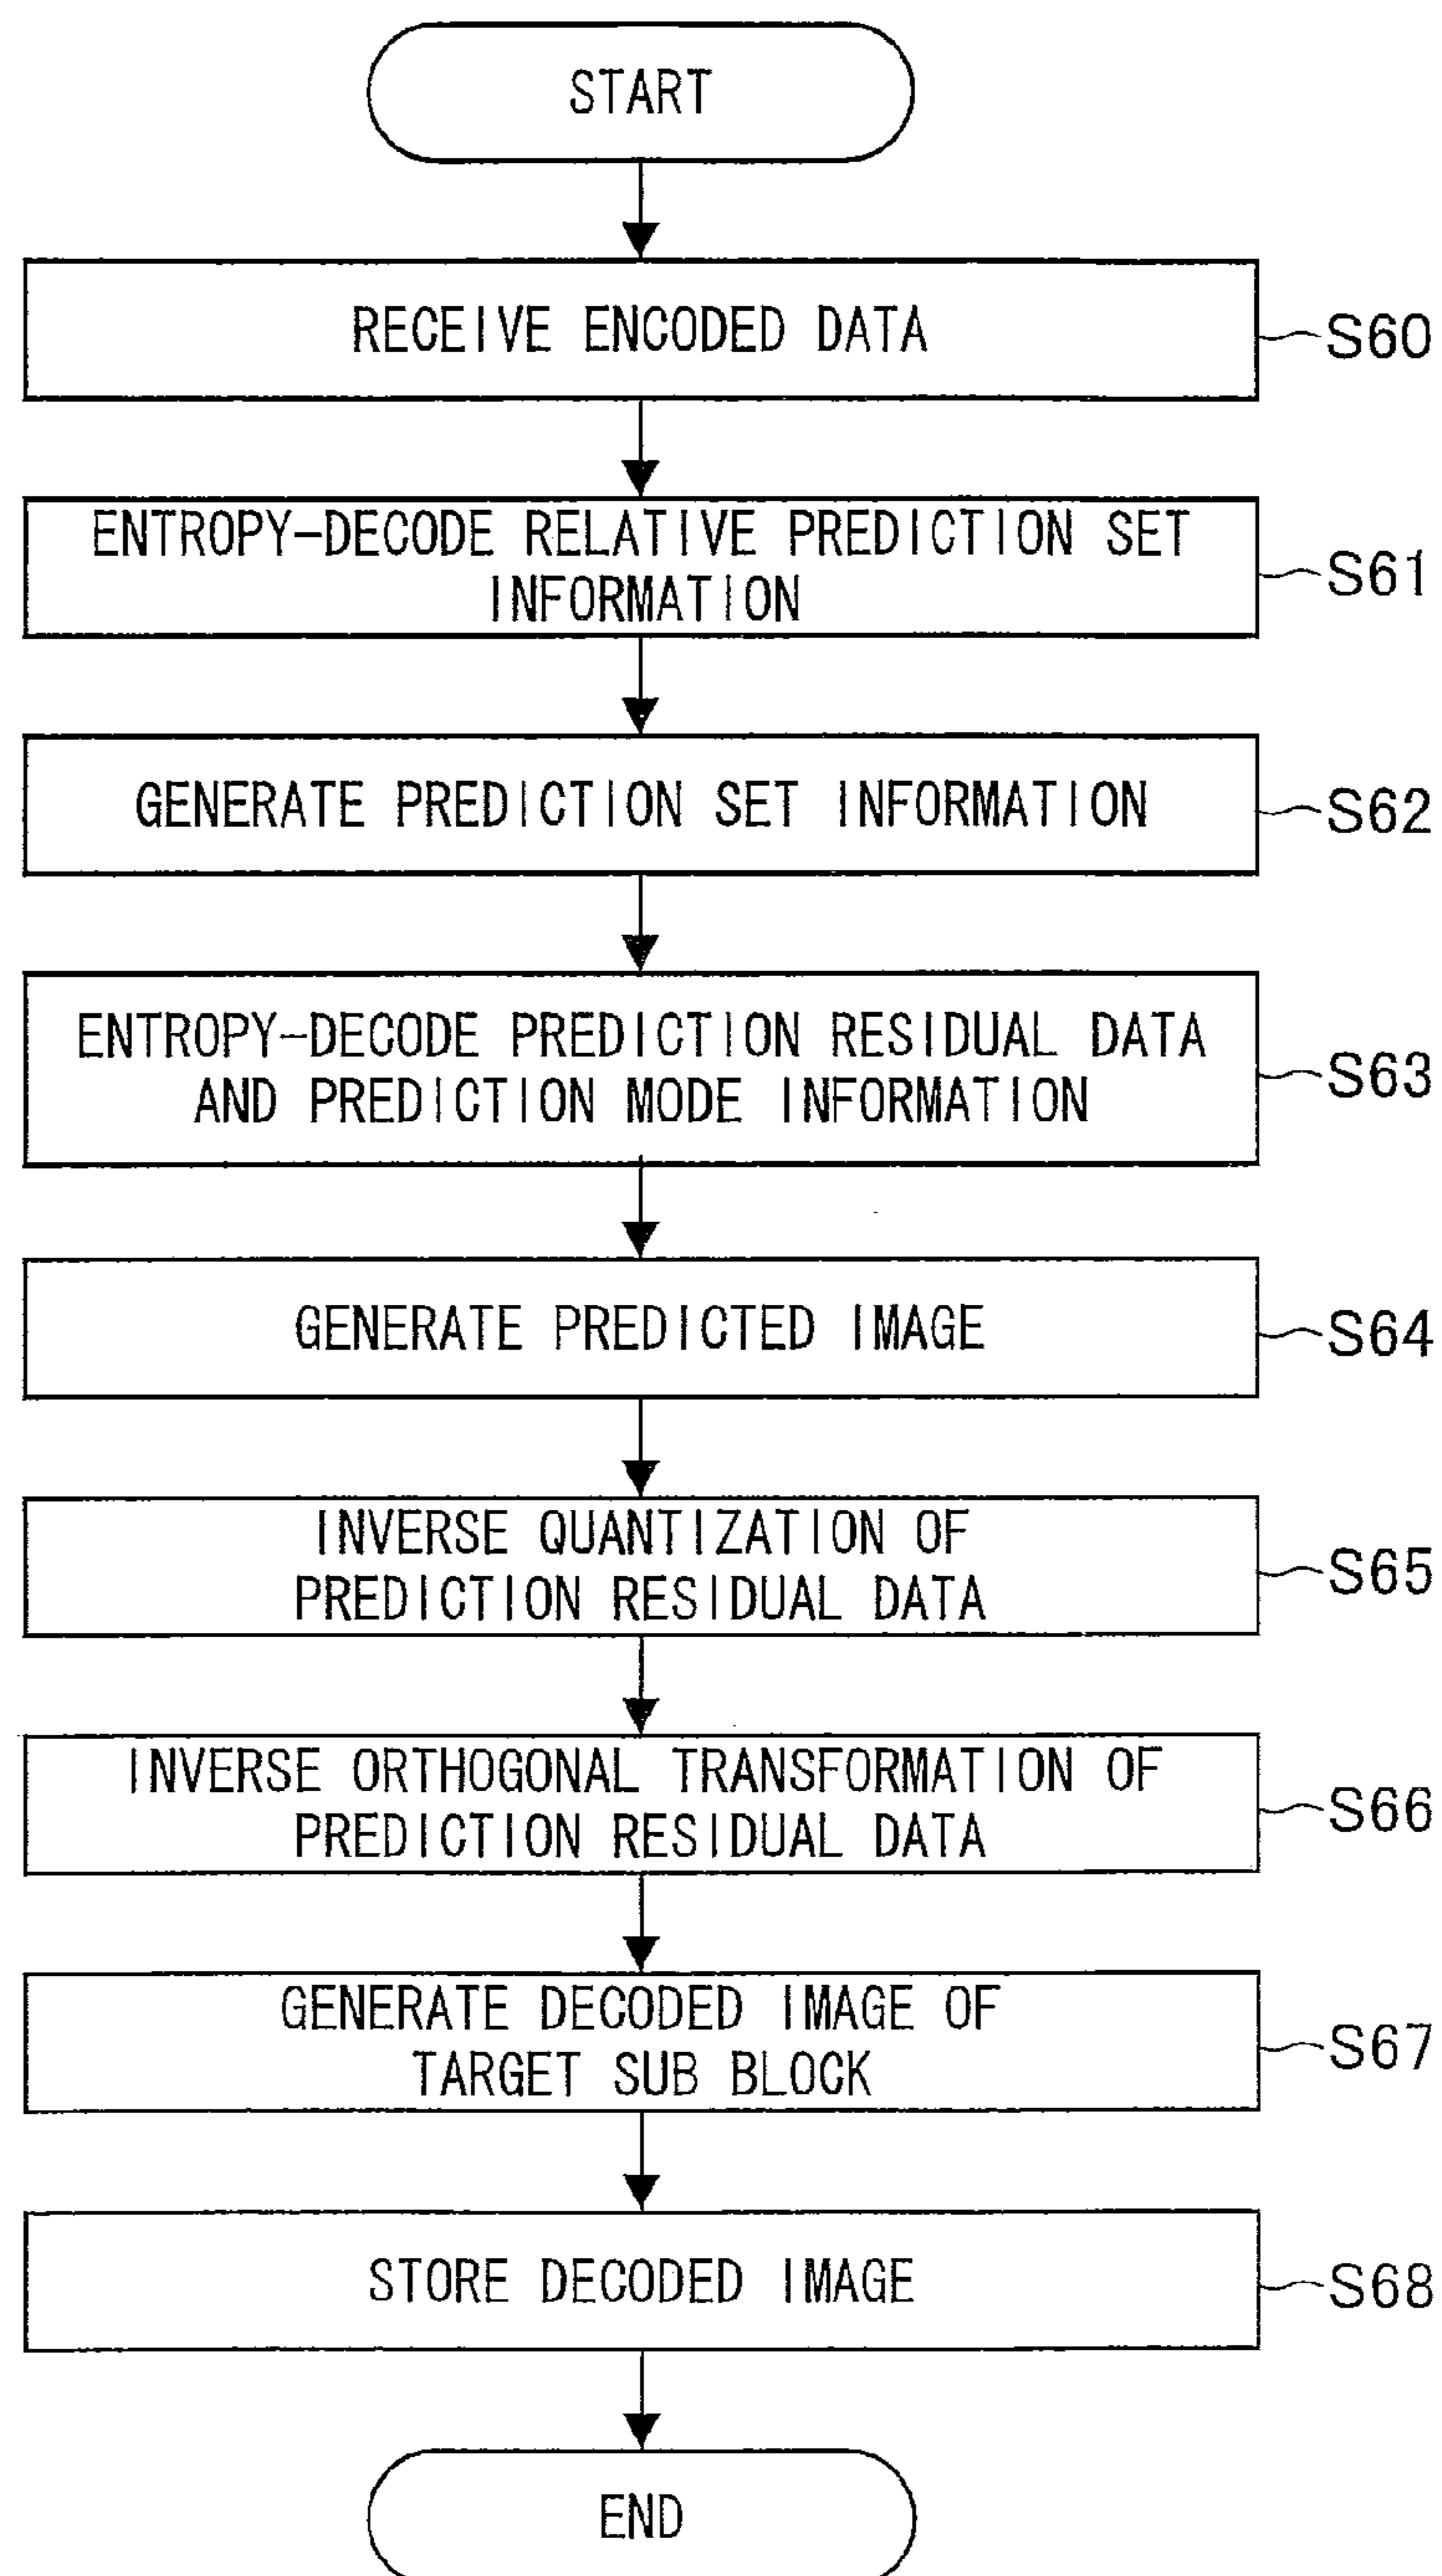 START
RECEIVE ENCODED DATA
S60
ENTROPY-DECODE RELATIVE PREDICTION SET
INFORMATION
S61
GENERATE PREDICTION SET INFORMATION
S62
ENTROPY-DECODE PREDICTION RESIDUAL DATA
AND PREDICTION MODE INFORMATION
S63
GENERATE PREDICTED IMAGE
S64
INVERSE QUANTIZATION OF
PREDICTION RESIDUAL DATA
S65
INVERSE ORTHOGONAL TRANSFORMATION OF
PREDICTION RESIDUAL DATA
S66
GENERATE DECODED IMAGE OF
TARGET SUB BLOCK
S67
STORE DECODED IMAGE
S68
END